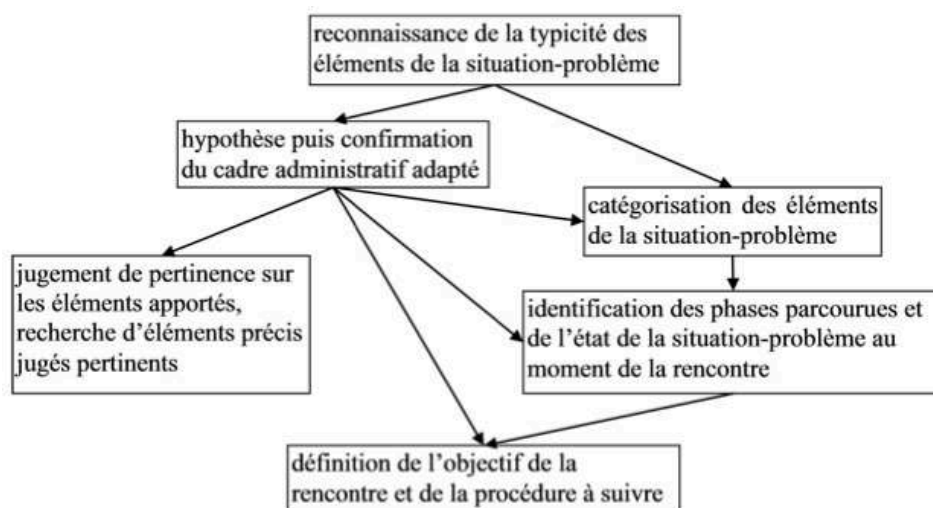 reconnaissance de la typicité des
éléments de la situation-problème
hypothèse puis confirmation
du cadre administratif adapté
catégorisation des éléments
de la situation-problème
jugement de pertinence sur
les éléments apportés,
recherche d’éléments précis
jugés pertinents
identification des phases parcourues et
de l’état de la situation-problème au
moment de la rencontre
définition de l’objectif de la
rencontre et de la procédure à suivre